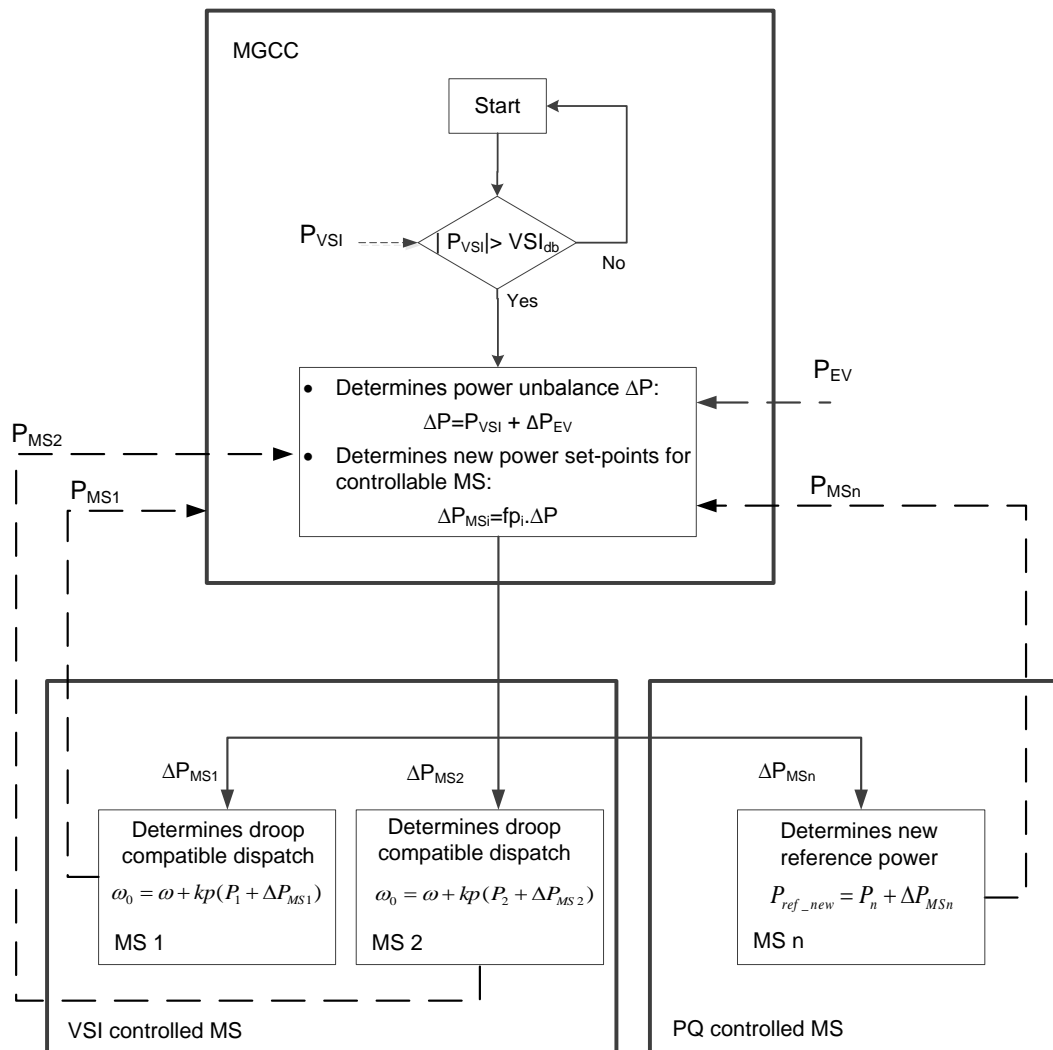 MGCC
Start
P_VSI
| P_VSI|> VSI_db
No
Yes
• Determines power unbalance ΔP:
ΔP=P_VSI + ΔP_EV
• Determines new power set-points for
controllable MS:
ΔP_MSi=fp_i.ΔP
P_EV
P_MS2
P_MS1
P_MSn
ΔP_MS1
ΔP_MS2
ΔP_MSn
Determines droop
compatible dispatch
ω_0 = ω + kp(P_1 + ΔP_MS1)
MS 1
Determines droop
compatible dispatch
ω_0 = ω + kp(P_2 + ΔP_MS2)
MS 2
Determines new
reference power
P_ref_new = P_n + ΔP_MSn
MS n
VSI controlled MS
PQ controlled MS